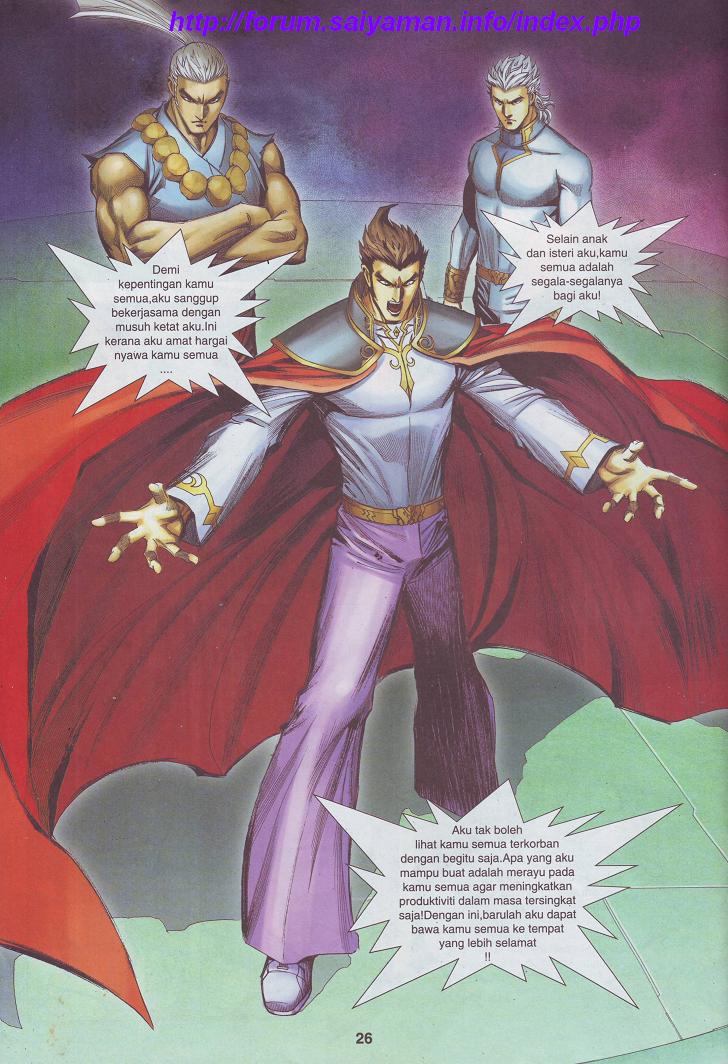 http://forum.saiyaman.info/index.php
Demi
kepentingan kamu
semua,aku sanggup
bekerjasama dengan
musuh ketat aku.Ini
kerana aku amat hargai
nyawa kamu semua
....
Selain anak
dan isteri aku,kamu
semua adalah
segala-segalanya
bagi aku!
Aku tak boleh
lihat kamu semua terkorban
dengan begitu saja.Apa yang aku
mampu buat adalah merayu pada
kamu semua agar meningkatkan
produktiviti dalam masa tersingkat
saja!Dengan ini,barulah aku dapat
bawa kamu semua ke tempat
yang lebih selamat
!!
26